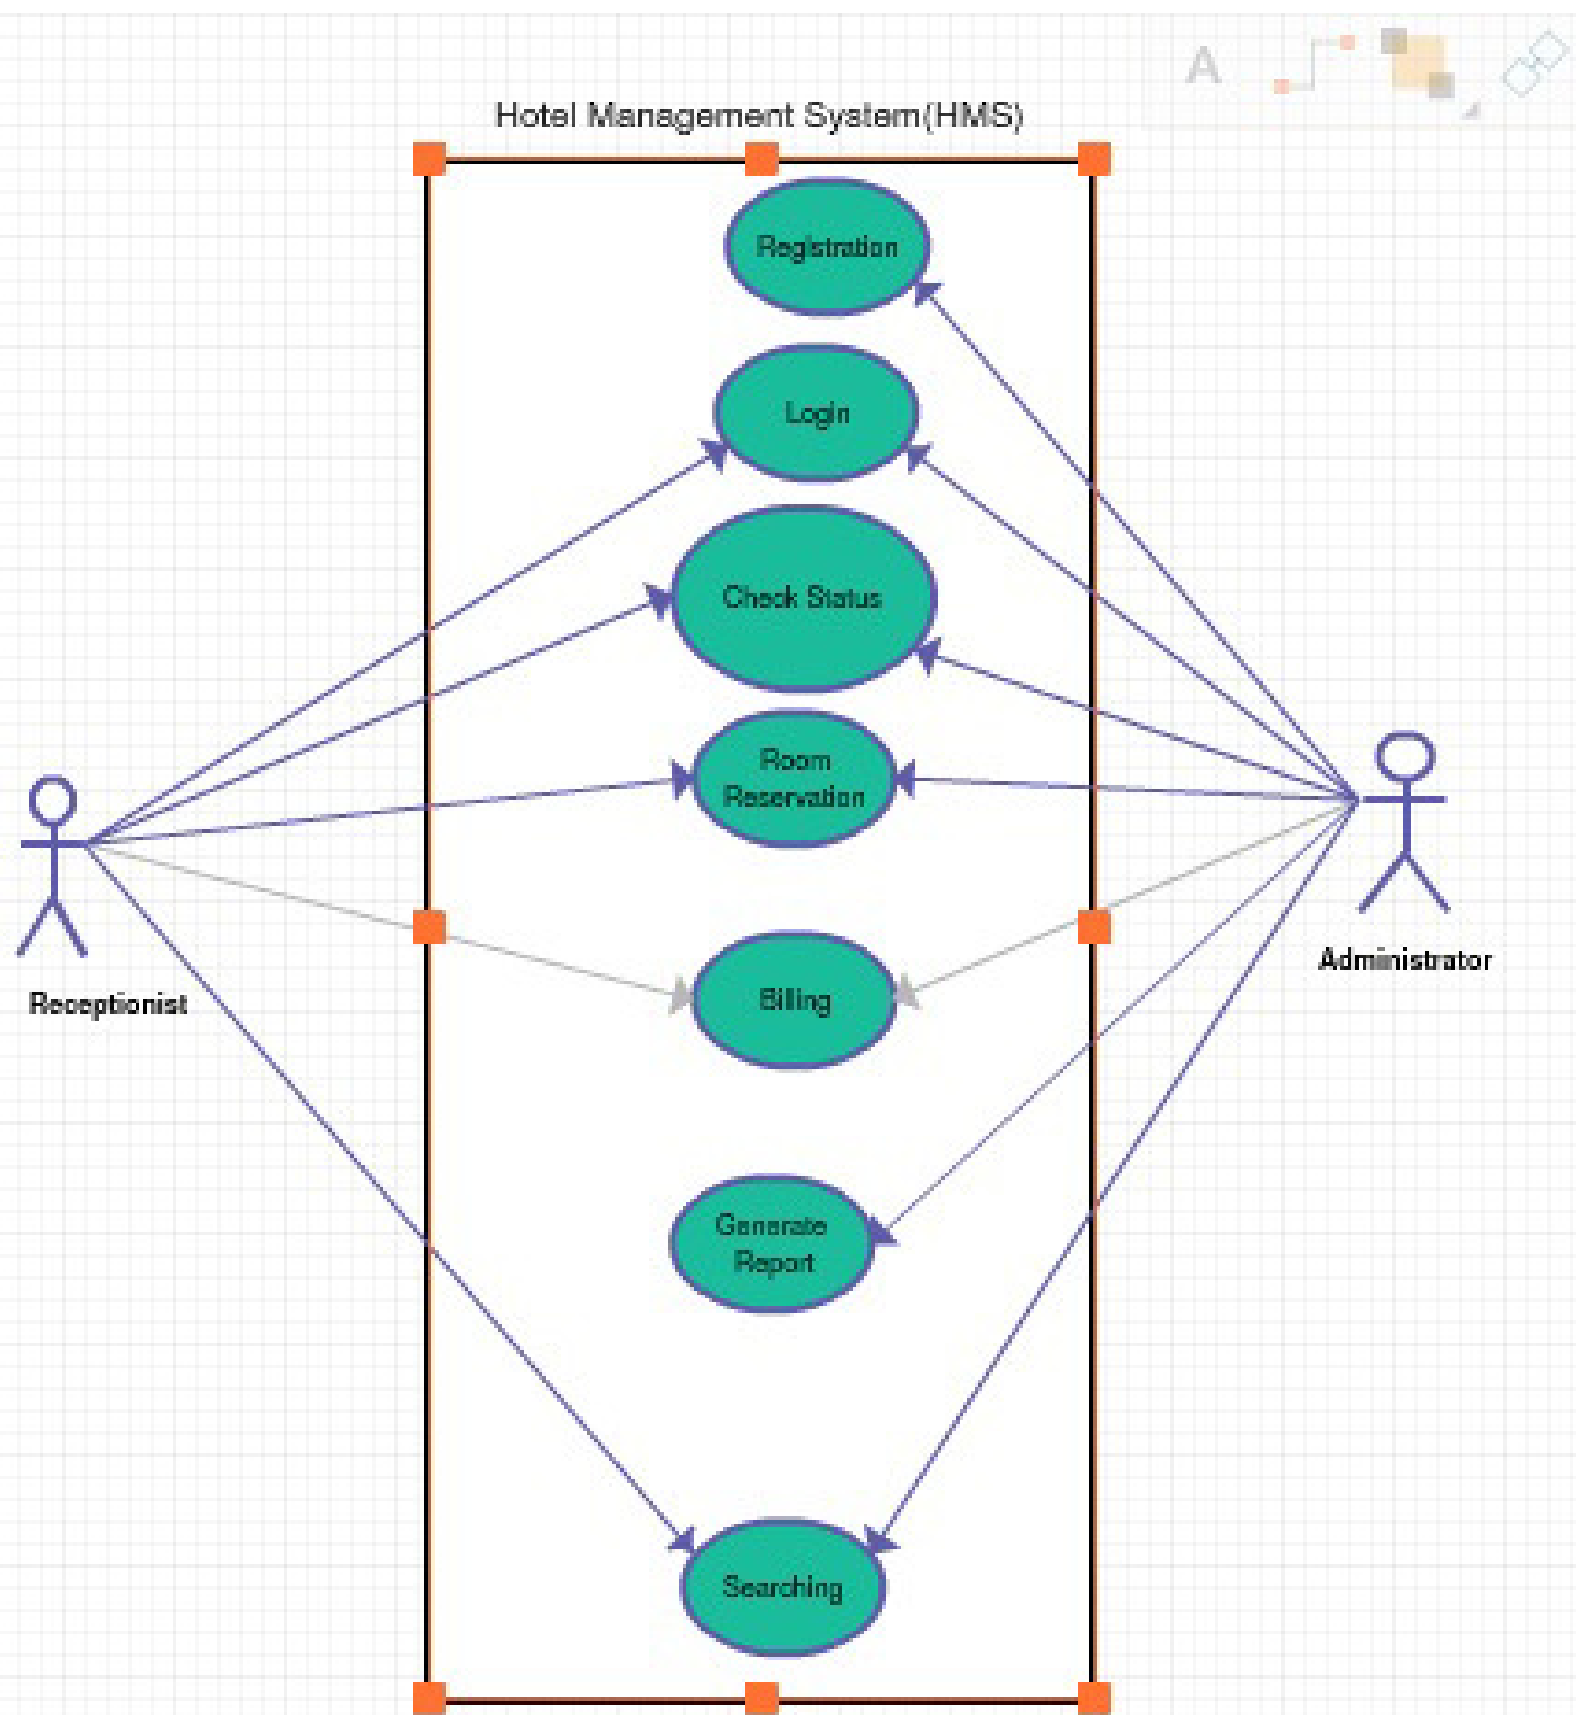 A
Hotel Management System(HMS)
Registration
Login
Check Status
Room
Reservation
Billing
Generate
Report
Searching
Receptionist
Administrator